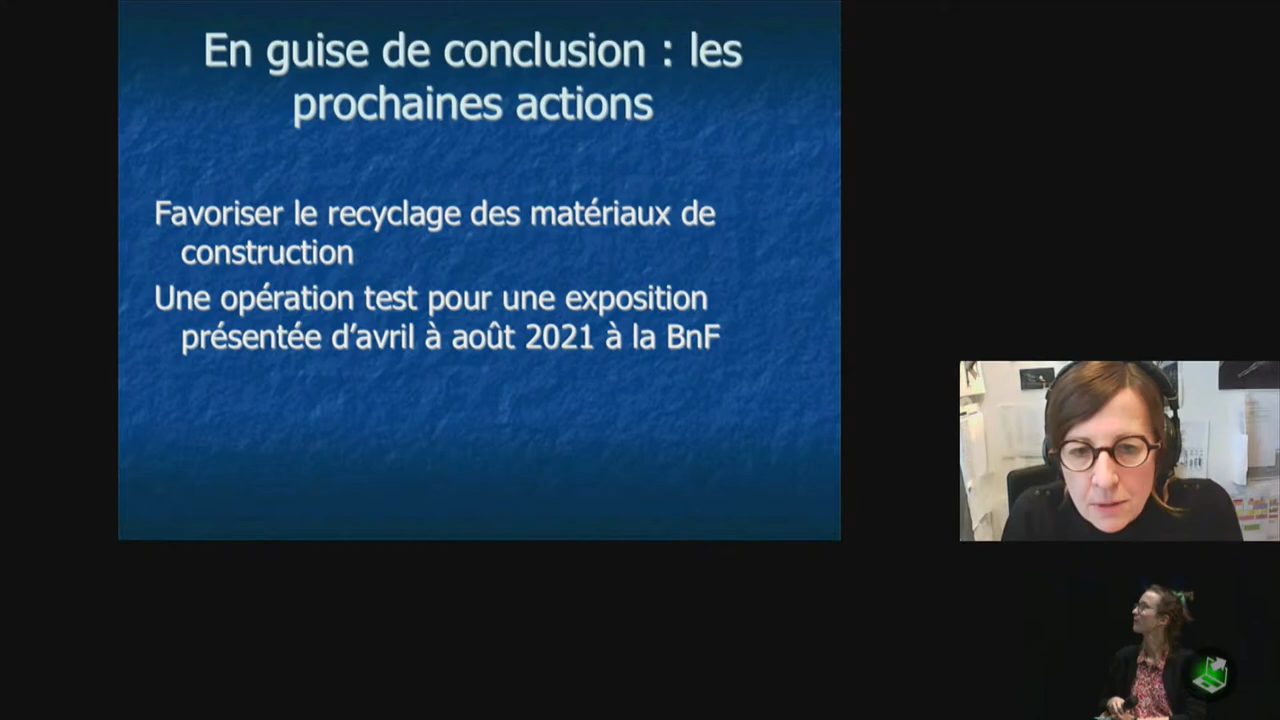 En guise de conclusion : les
prochaines actions
Favoriser le recyclage des matériaux de
construction
Une opération test pour une exposition
présentée d’avril à août 2021 à la BnF